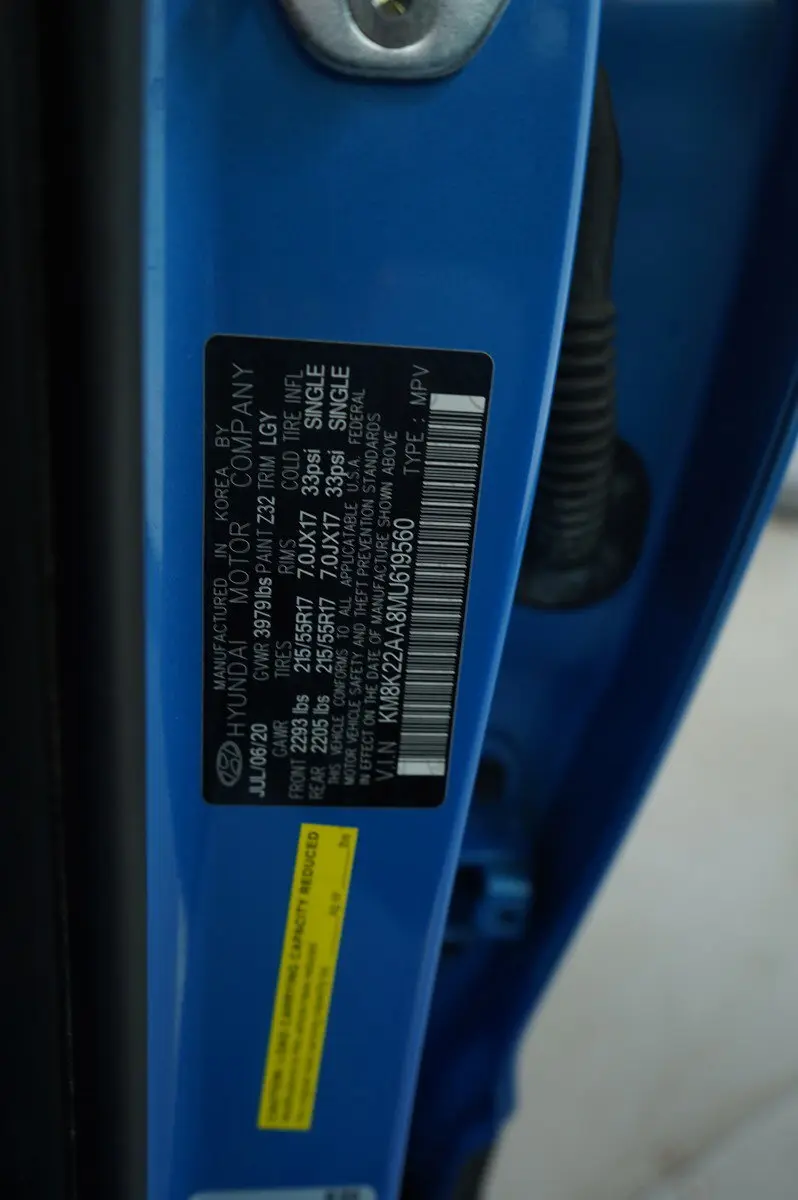 MANUFACTURED IN KOREA BY
HYUNDAI MOTOR COMPANY
JUL/06/20 GVWR 3979lbs PAINT Z32 TRIM LGY
GAWR TIRES RIMS COLD TIRE INFL
FRONT 2293 lbs 215/55R17 7.0JX17 33psi SINGLE
REAR 2205 lbs 215/55R17 7.0JX17 33psi SINGLE
THIS VEHICLE CONFORMS TO ALL APPLICATABLE U.S.A. FEDERAL
MOTOR VEHICLE SAFETY AND THEFT PREVENTION STANDARDS
IN EFFECT ON THE DATE OF MANUFACTURE SHOWN ABOVE
V.I.N KM8K22AA8MU619560 TYPE : MPV
CAUTION - LOAD CARRYING CAPACITY REDUCED